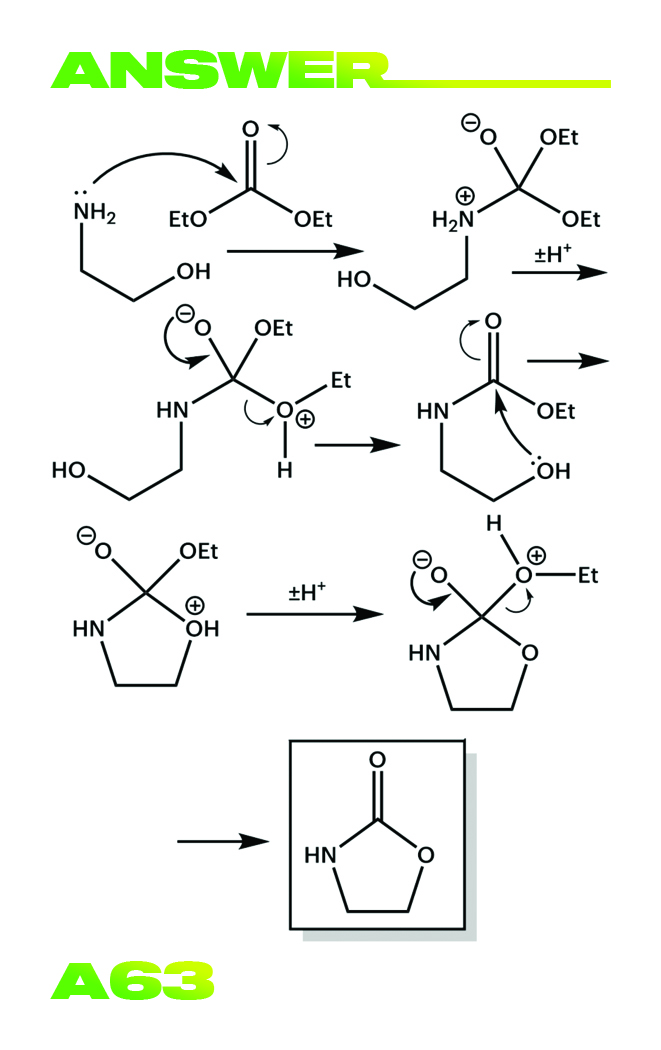 ANSWER
O
NH₂
EtO
OEt
OH
⊖
O
OEt
⊕
H₂N
OEt
HO
±H⁺
⊖
O
OEt
Et
HN
O
⊕
H
HO
O
HN
OEt
OH
⊖
O
OEt
⊕
HN
OH
±H⁺
H
⊖
O
⊕
O
Et
HN
O
O
HN
O
A63